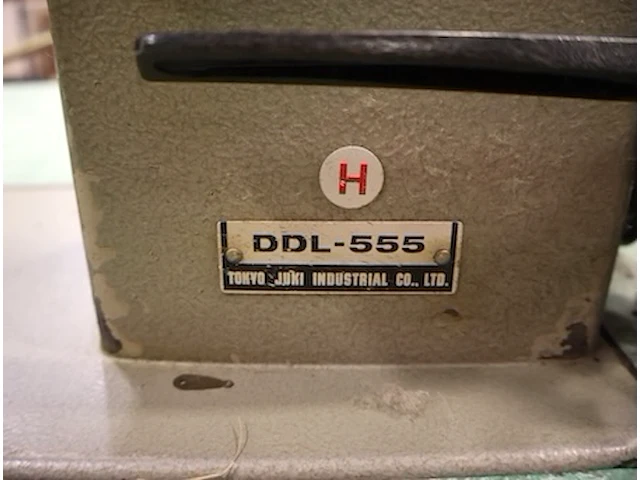 H
DDL-555
TOKYO JUKI INDUSTRIAL CO., LTD.